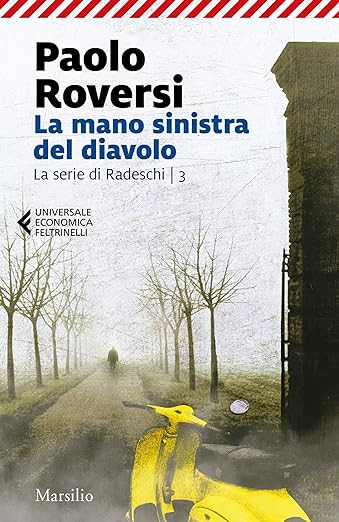 Paolo
Roversi
La mano sinistra
del diavolo
La serie di Radeschi | 3
UNIVERSALE
ECONOMICA
FELTRINELLI
Marsilio